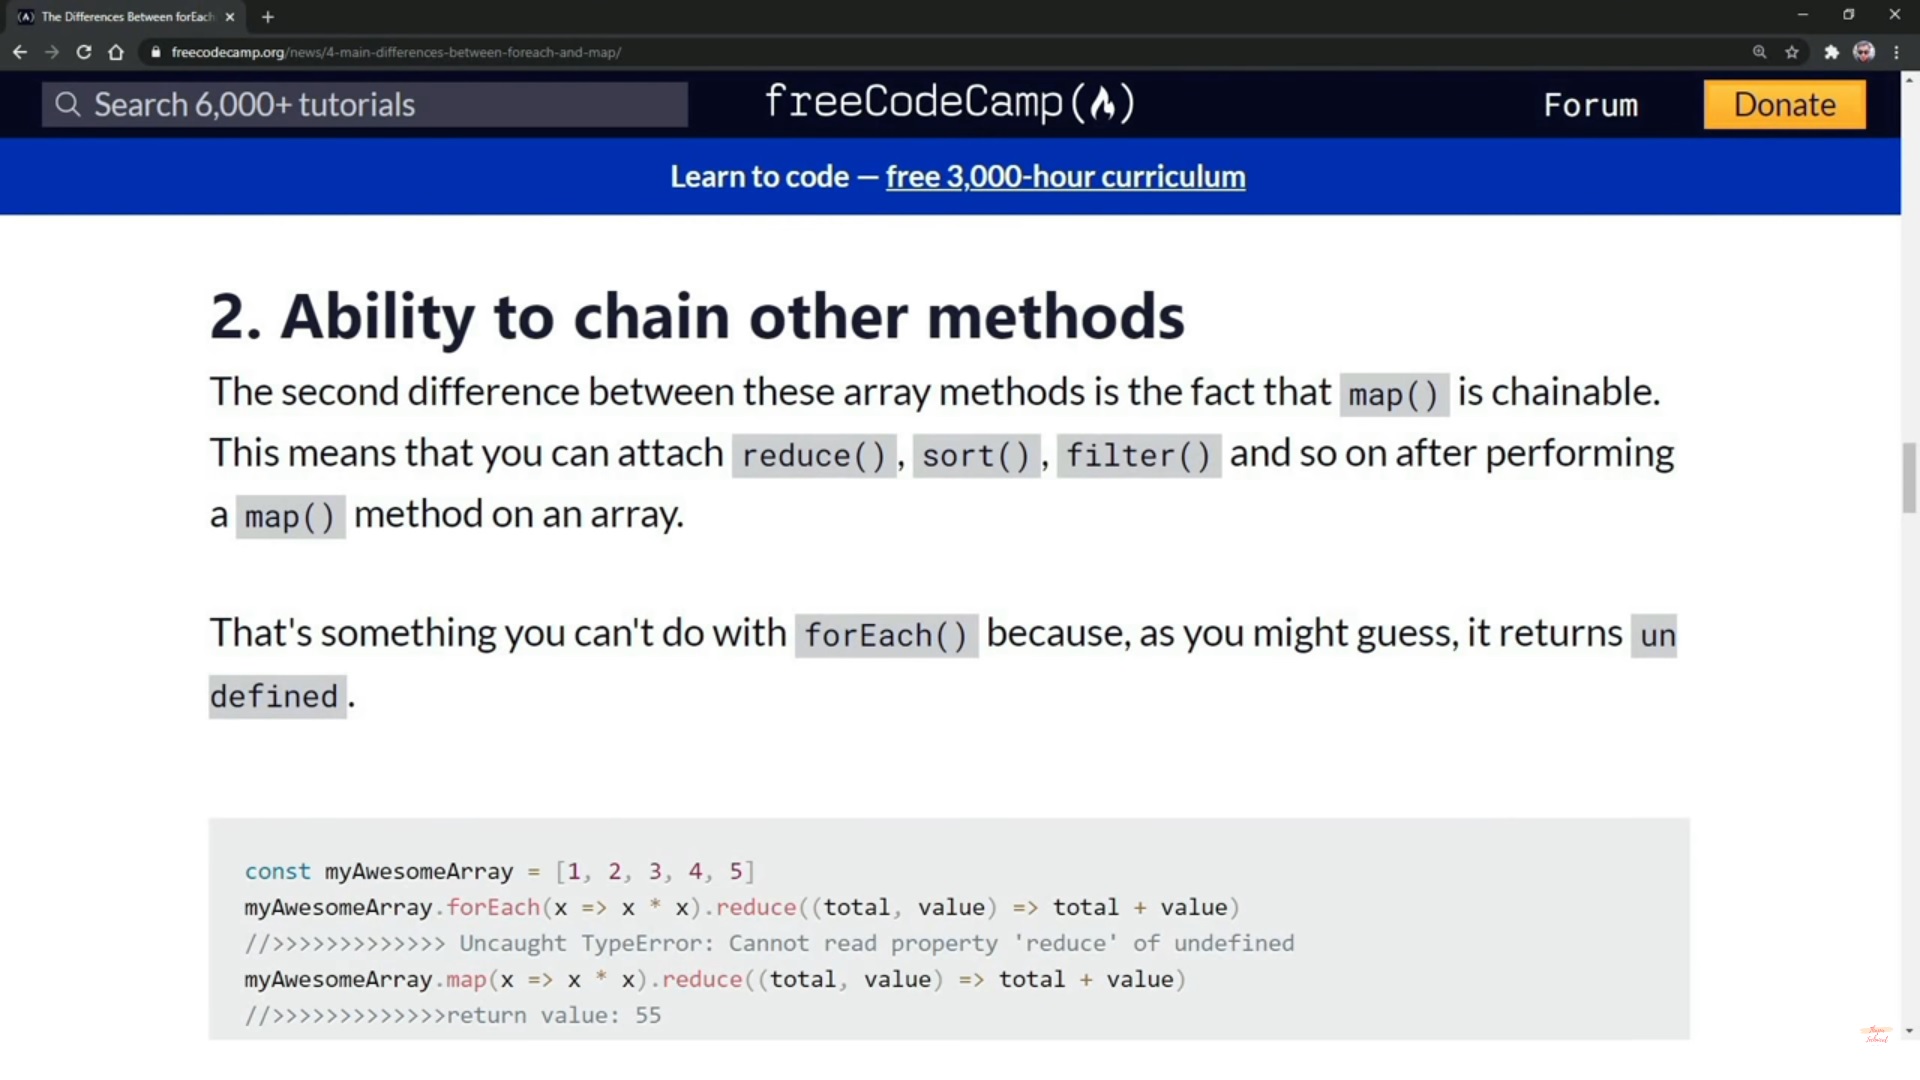 The Differences Between forEach
freecodecamp.org/news/4-main-differences-between-foreach-and-map/
Search 6,000+ tutorials
freeCodeCamp
Forum
Donate
Learn to code — free 3,000-hour curriculum
2. Ability to chain other methods
The second difference between these array methods is the fact that map() is chainable.
This means that you can attach reduce(), sort(), filter() and so on after performing
a map() method on an array.
That's something you can't do with forEach() because, as you might guess, it returns un
defined.
const myAwesomeArray = [1, 2, 3, 4, 5]
myAwesomeArray.forEach(x => x * x).reduce((total, value) => total + value)
//>>>>>>>>>>>>> Uncaught TypeError: Cannot read property 'reduce' of undefined
myAwesomeArray.map(x => x * x).reduce((total, value) => total + value)
//>>>>>>>>>>>>>return value: 55